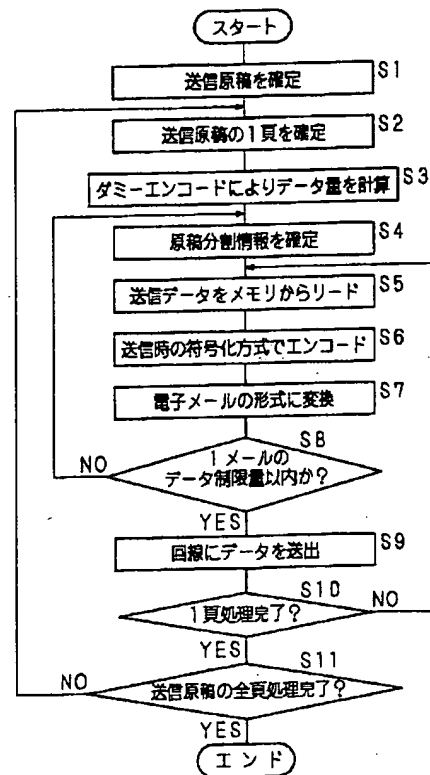 スタート
送信原稿を確定 S1
送信原稿の1頁を確定 S2
ダミーエンコードによりデータ量を計算 S3
原稿分割情報を確定 S4
送信データをメモリからリード S5
送信時の符号化方式でエンコード S6
電子メールの形式に変換 S7
S8
1メールの
データ制限量以内か?
NO
YES
回線にデータを送出 S9
S10
1頁処理完了?
NO
YES
S11
送信原稿の全頁処理完了?
NO
YES
エンド